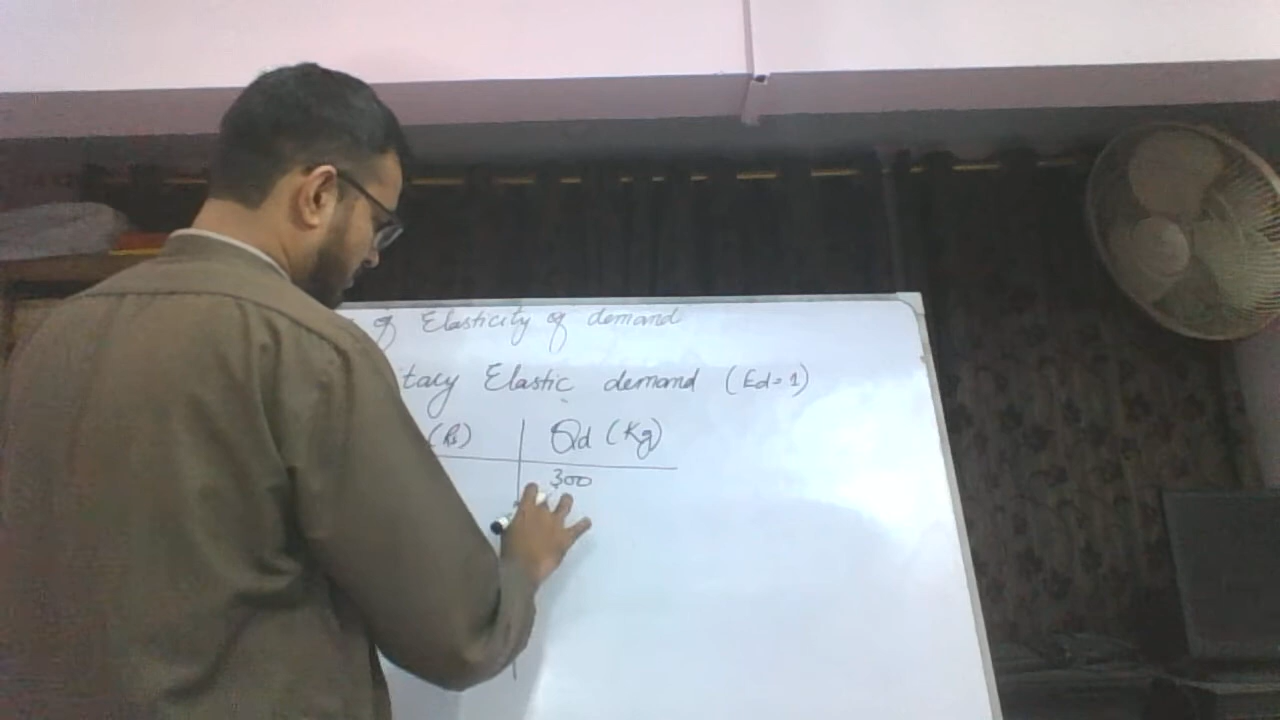 of Elasticity of demand
tary Elastic demand (Ed=1)
(Rs) Qd (Kg)
300